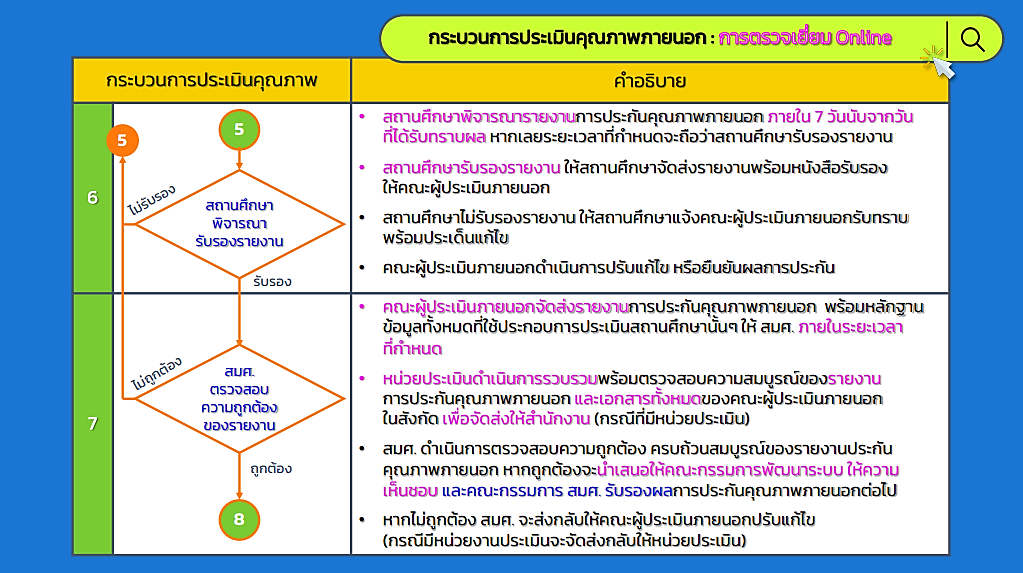 กระบวนการประเมินคุณภาพภายนอก : การตรวจเยี่ยม Online
กระบวนการประเมินคุณภาพ
คำอธิบาย
6
5
5
ไม่รับรอง
สถานศึกษา
พิจารณา
รับรองรายงาน
รับรอง
• สถานศึกษาพิจารณารายงานการประกันคุณภาพภายนอก ภายใน 7 วันนับจากวัน
ที่ได้รับทราบผล หากเลยระยะเวลาที่กำหนดจะถือว่าสถานศึกษารับรองรายงาน
• สถานศึกษารับรองรายงาน ให้สถานศึกษาจัดส่งรายงานพร้อมหนังสือรับรอง
ให้คณะผู้ประเมินภายนอก
• สถานศึกษาไม่รับรองรายงาน ให้สถานศึกษาแจ้งคณะผู้ประเมินภายนอกรับทราบ
พร้อมประเด็นแก้ไข
• คณะผู้ประเมินภายนอกดำเนินการปรับแก้ไข หรือยืนยันผลการประกัน
7
ไม่ถูกต้อง
สมศ.
ตรวจสอบ
ความถูกต้อง
ของรายงาน
ถูกต้อง
8
• คณะผู้ประเมินภายนอกจัดส่งรายงานการประกันคุณภาพภายนอก พร้อมหลักฐาน
ข้อมูลทั้งหมดที่ใช้ประกอบการประเมินสถานศึกษานั้นๆ ให้ สมศ. ภายในระยะเวลา
ที่กำหนด
• หน่วยประเมินดำเนินการรวบรวมพร้อมตรวจสอบความสมบูรณ์ของรายงาน
การประกันคุณภาพภายนอก และเอกสารทั้งหมดของคณะผู้ประเมินภายนอก
ในสังกัด เพื่อจัดส่งให้สำนักงาน (กรณีที่มีหน่วยประเมิน)
• สมศ. ดำเนินการตรวจสอบความถูกต้อง ครบถ้วนสมบูรณ์ของรายงานประกัน
คุณภาพภายนอก หากถูกต้องจะนำเสนอให้คณะกรรมการพัฒนาระบบ ให้ความ
เห็นชอบ และคณะกรรมการ สมศ. รับรองผลการประกันคุณภาพภายนอกต่อไป
• หากไม่ถูกต้อง สมศ. จะส่งกลับให้คณะผู้ประเมินภายนอกปรับแก้ไข
(กรณีมีหน่วยงานประเมินจะจัดส่งกลับให้หน่วยประเมิน)